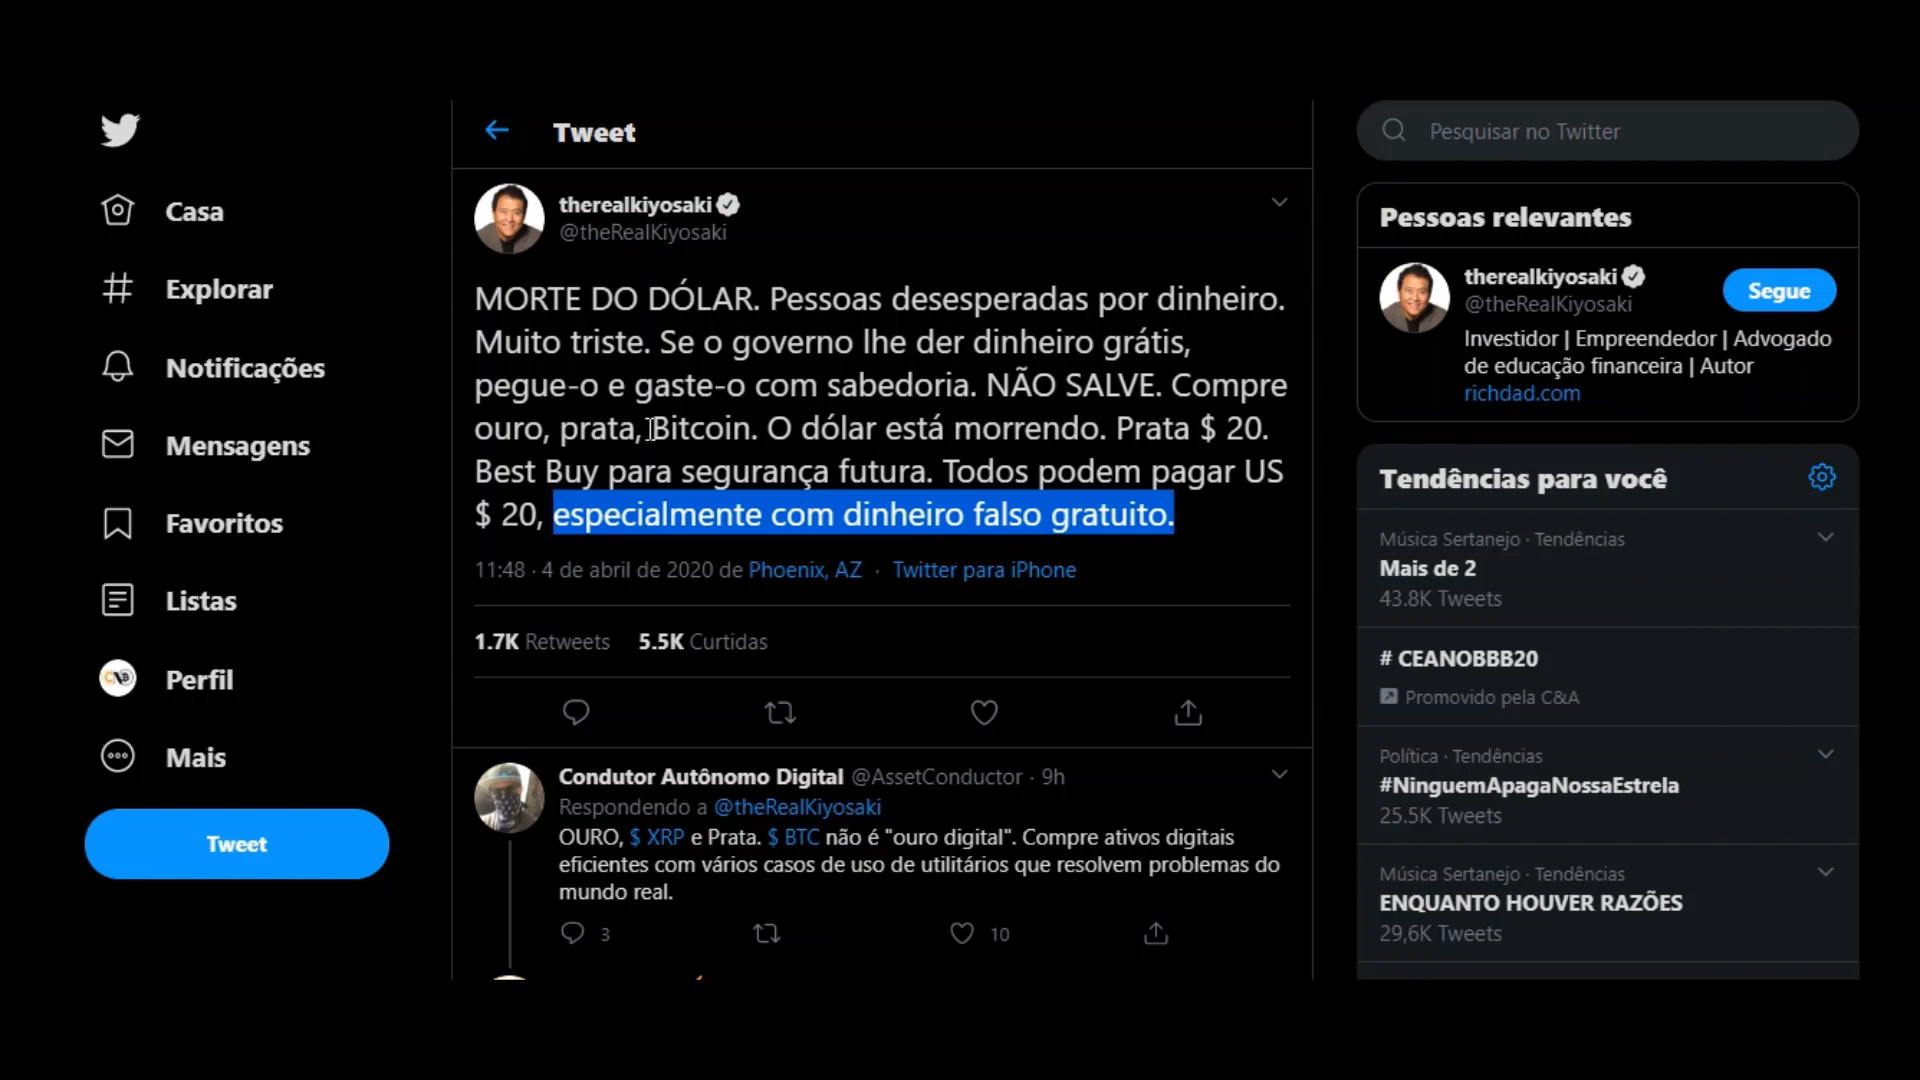 Casa
Explorar
Notificações
Mensagens
Favoritos
Listas
Perfil
Mais
Tweet
Tweet
therealkiyosaki
@theRealKiyosaki
MORTE DO DÓLAR. Pessoas desesperadas por dinheiro.
Muito triste. Se o governo lhe der dinheiro grátis,
pegue-o e gaste-o com sabedoria. NÃO SALVE. Compre
ouro, prata, Bitcoin. O dólar está morrendo. Prata $ 20.
Best Buy para segurança futura. Todos podem pagar US
$ 20, especialmente com dinheiro falso gratuito.
11:48 · 4 de abril de 2020 de Phoenix, AZ · Twitter para iPhone
1.7K Retweets 5.5K Curtidas
Condutor Autônomo Digital @AssetConductor · 9h
Respondendo a @theRealKiyosaki
OURO, $ XRP e Prata. $ BTC não é "ouro digital". Compre ativos digitais
eficientes com vários casos de uso de utilitários que resolvem problemas do
mundo real.
3 10
Pesquisar no Twitter
Pessoas relevantes
therealkiyosaki
@theRealKiyosaki
Segue
Investidor | Empreendedor | Advogado
de educação financeira | Autor
richdad.com
Tendências para você
Música Sertanejo · Tendências
Mais de 2
43.8K Tweets
# CEANOBBB20
Promovido pela C&A
Política · Tendências
#NinguemApagaNossaEstrela
25.5K Tweets
Música Sertanejo · Tendências
ENQUANTO HOUVER RAZÕES
29,6K Tweets